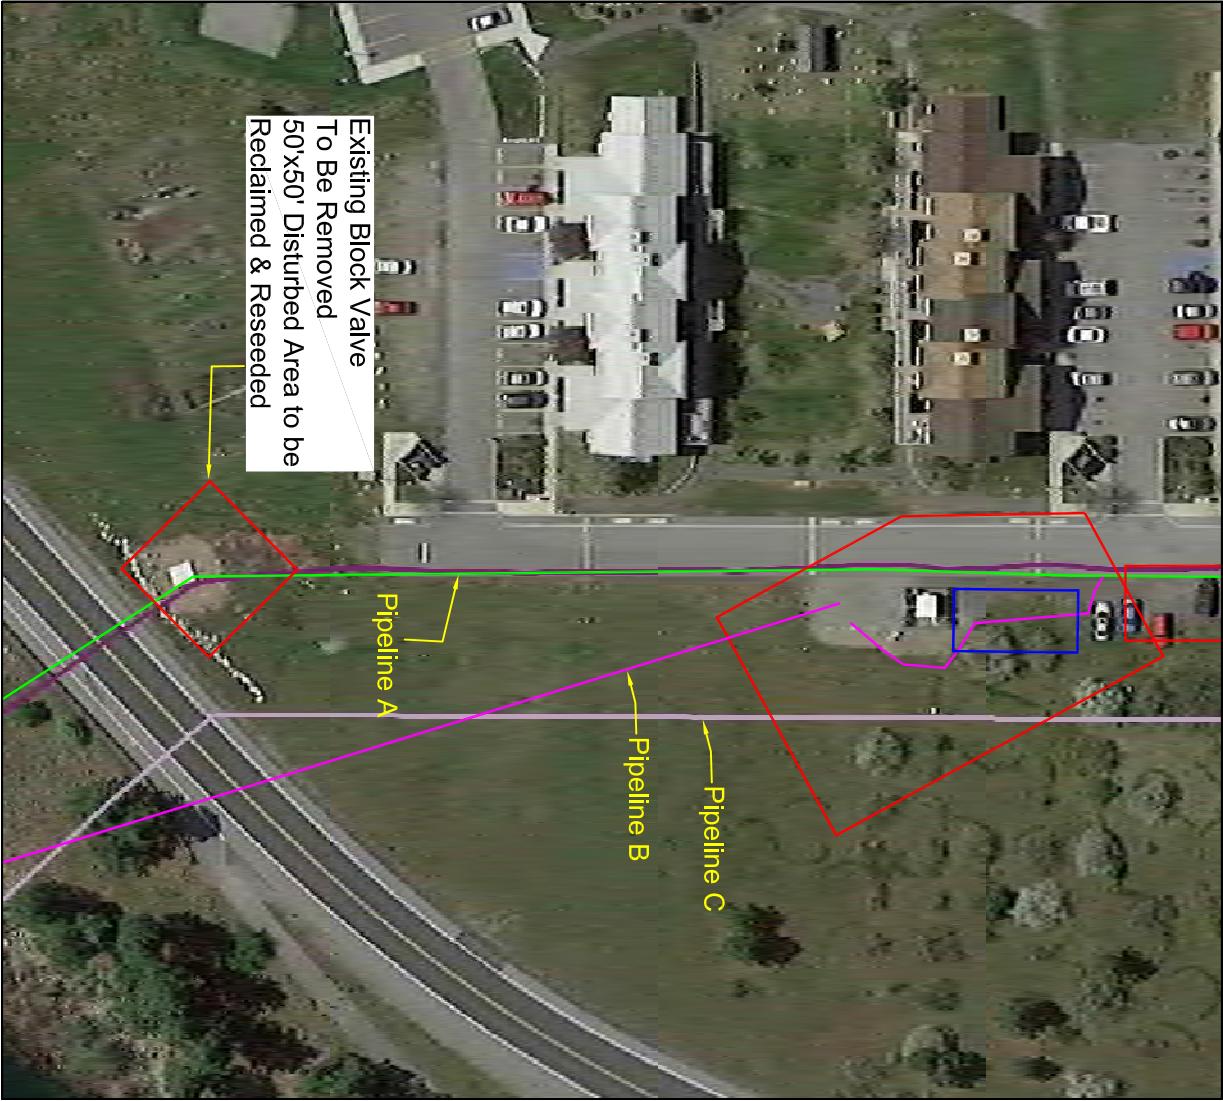 Existing Block Valve
To Be Removed
50'x50' Disturbed Area to be
Reclaimed & Reseeded
Pipeline A
Pipeline B
Pipeline C